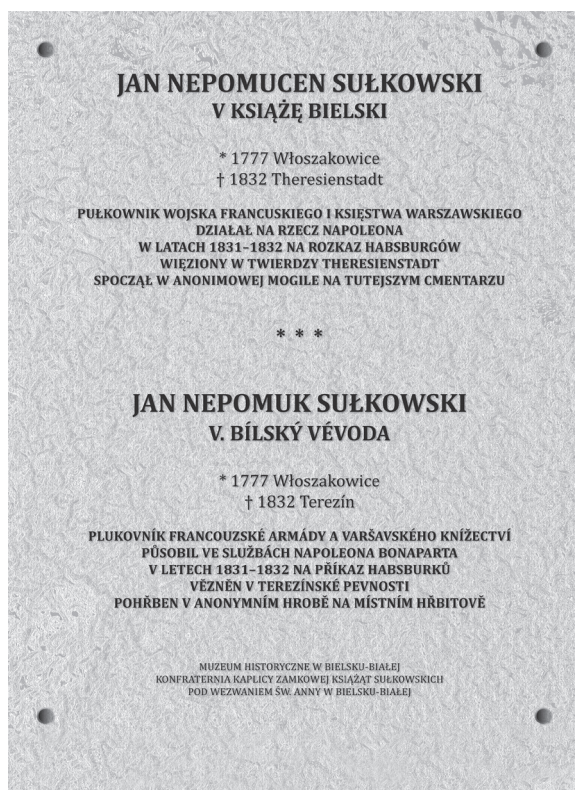 JAN NEPOMUCEN SUŁKOWSKI
V KSIĄŻĘ BIELSKI
* 1777 Włoszakowice
† 1832 Theresienstadt
PUŁKOWNIK WOJSKA FRANCUSKIEGO I KSIĘSTWA WARSZAWSKIEGO
DZIAŁAŁ NA RZECZ NAPOLEONA
W LATACH 1831–1832 NA ROZKAZ HABSBURGÓW
WIĘZIONY W TWIERDZY THERESIENSTADT
SPOCZĄŁ W ANONIMOWEJ MOGILE NA TUTEJSZYM CMENTARZU
* * *
JAN NEPOMUK SUŁKOWSKI
V. BÍLSKÝ VÉVODA
* 1777 Włoszakowice
† 1832 Terezín
PLUKOVNÍK FRANCOUZSKÉ ARMÁDY A VARŠAVSKÉHO KNÍŽECTVÍ
PŮSOBIL VE SLUŽBÁCH NAPOLEONA BONAPARTA
V LETECH 1831–1832 NA PŘÍKAZ HABSBURKŮ
VĚZNĚN V TEREZÍNSKÉ PEVNOSTI
POHŘBEN V ANONYMNÍM HROBĚ NA MÍSTNÍM HŘBITOVĚ
MUZEUM HISTORYCZNE W BIELSKU-BIAŁEJ
KONFRATERNIA KAPLICY ZAMKOWEJ KSIĄŻĄT SUŁKOWSKICH
POD WEZWANIEM ŚW. ANNY W BIELSKU-BIAŁEJ